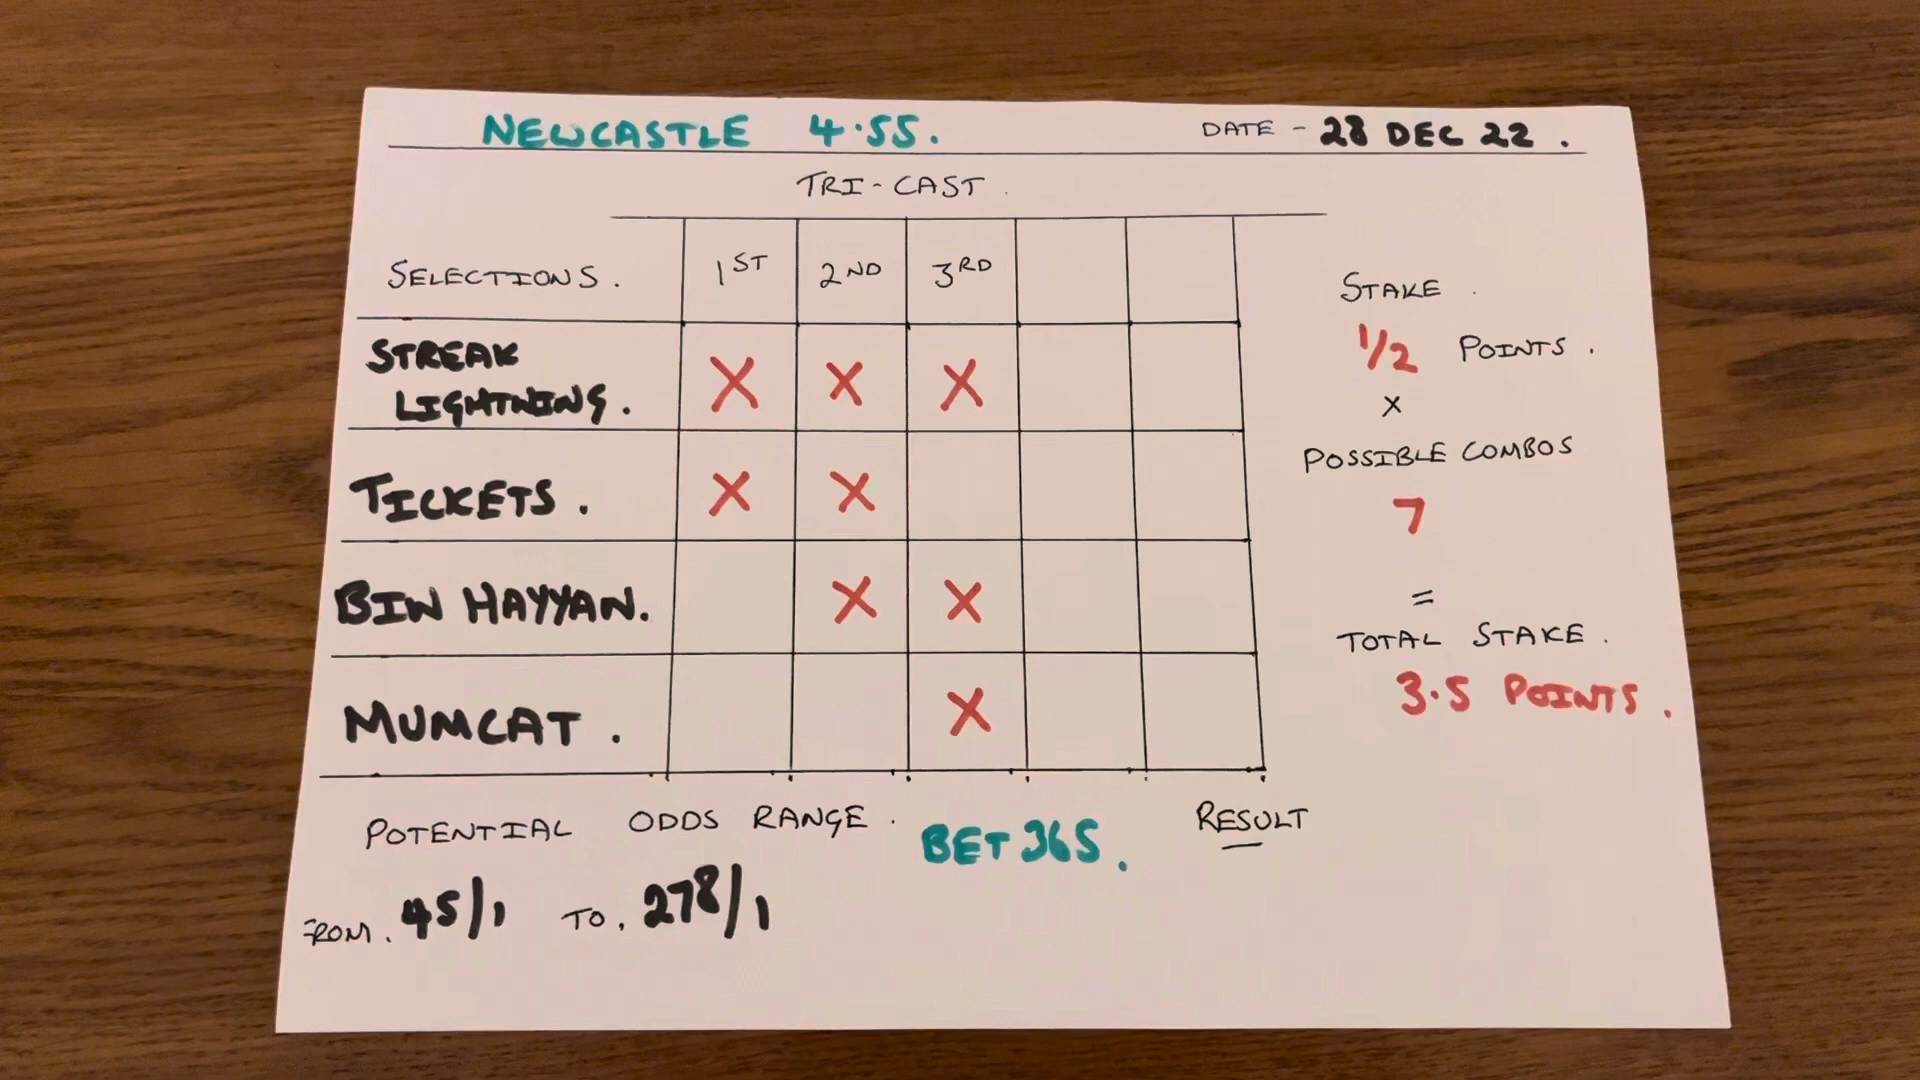 NEWCASTLE 4.55. DATE - 28 DEC 22.
TRI-CAST.
SELECTIONS. 1ST 2ND 3RD
STAKE.
STREAK LIGHTNING. X X X
1/2 POINTS.
X
POSSIBLE COMBOS
TICKETS. X X
7
=
BIN HAYYAN. X X
TOTAL STAKE.
3.5 POINTS.
MUMCAT. X
POTENTIAL ODDS RANGE. BET 365. RESULT
FROM. 45/1 TO. 278/1